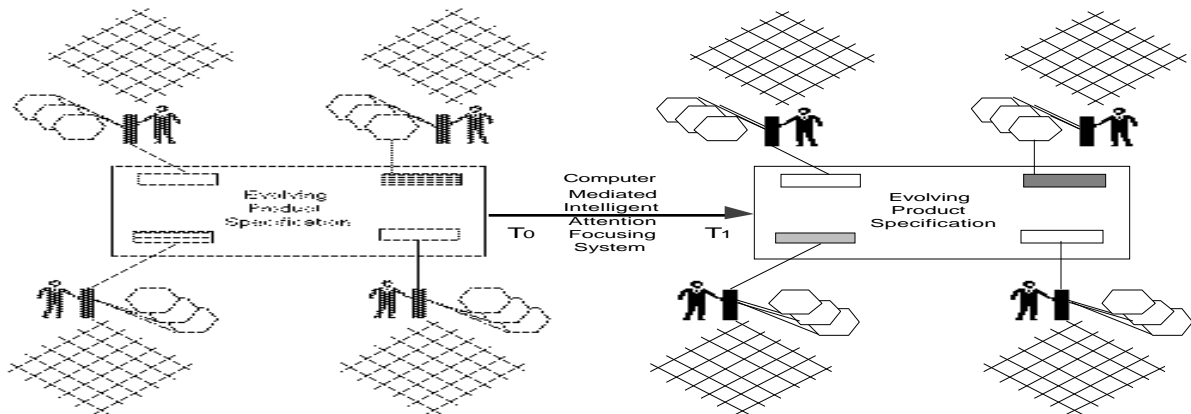 Evolving
Product
Specification
Computer
Mediated
Intelligent
Attention
Focusing
System
T0
T1
Evolving
Product
Specification